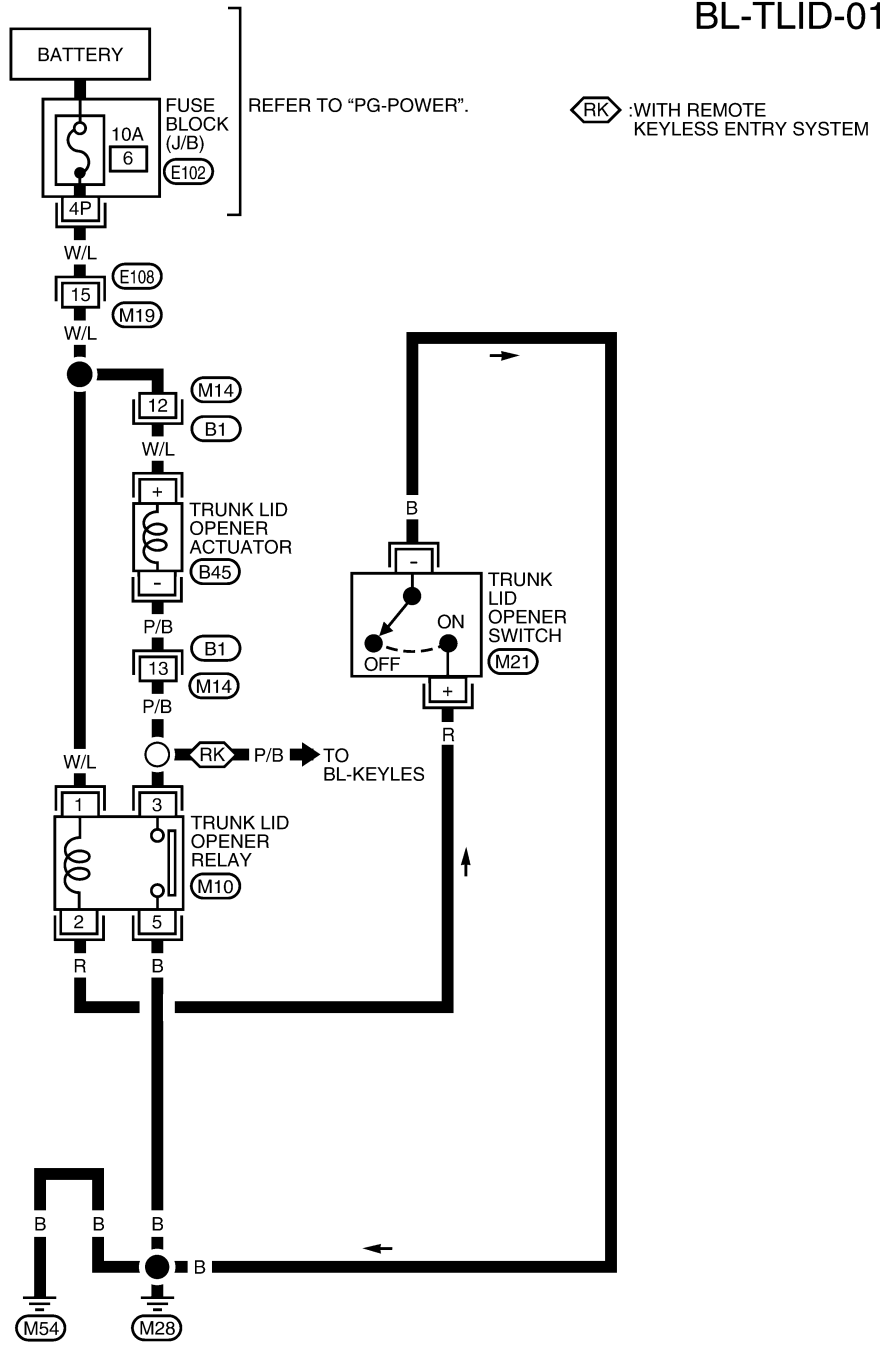 BL-TLID-01
BATTERY
FUSE
BLOCK
(J/B)
REFER TO “PG-POWER”.
RK
:WITH REMOTE
KEYLESS ENTRY SYSTEM
10A
6
E102
4P
W/L
E108
15
M19
W/L
M14
12
B1
W/L
+
TRUNK LID
OPENER
ACTUATOR
B45
-
P/B
B1
13
M14
P/B
RK
P/B
TO
BL-KEYLES
W/L
1
3
TRUNK LID
OPENER
RELAY
M10
2
5
R
B
B
-
TRUNK
LID
OPENER
SWITCH
M21
ON
OFF
+
R
B
B
B
B
M54
M28